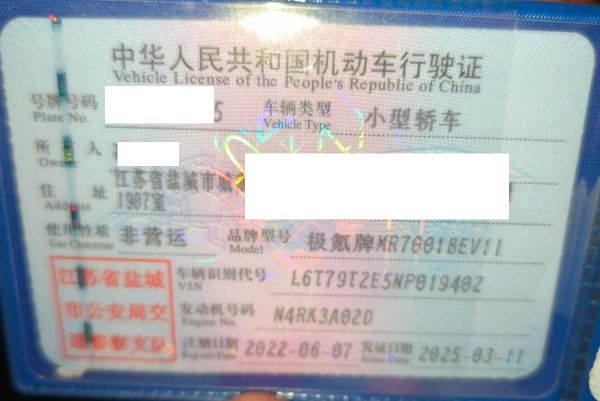 中华人民共和国机动车行驶证
Vehicle License of the People's Republic of China
号牌号码 5 车辆类型 小型轿车
Plate No. Vehicle Type
所有人
Owner
住址 江苏省盐城市
Address 1907室
使用性质 非营运 品牌型号 极氪牌MR7001BEV11
Use Character Model
江苏省盐城 车辆识别代号 L6T79T2E5NP019402
VIN
市公安局交 发动机号码 N4RK3A02D
Engine No.
通警察支队 注册日期 2022-06-07 发证日期 2025-03-11
Register Date Issue Date